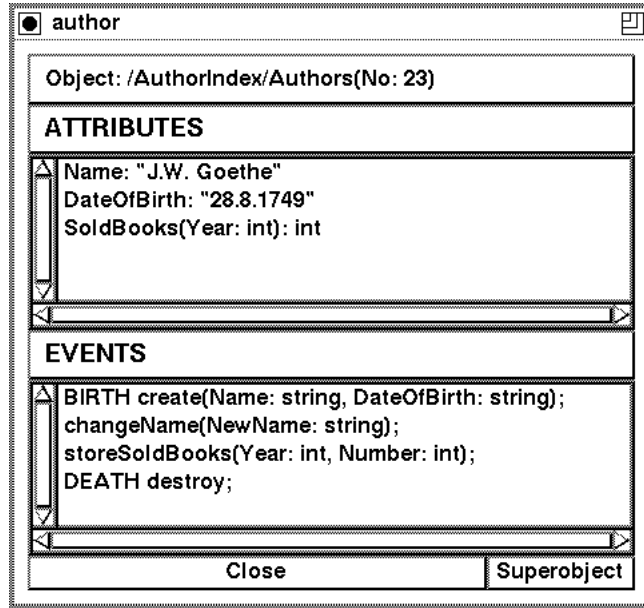 author
Object: /AuthorIndex/Authors(No: 23)
ATTRIBUTES
Name: "J.W. Goethe"
DateOfBirth: "28.8.1749"
SoldBooks(Year: int): int
EVENTS
BIRTH create(Name: string, DateOfBirth: string);
changeName(NewName: string);
storeSoldBooks(Year: int, Number: int);
DEATH destroy;
Close Superobject